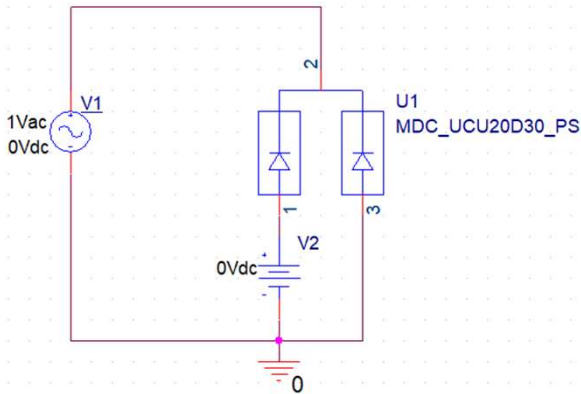 2
V1
1Vac
0Vdc
+
-
U1
MDC_UCU20D30_PS
1
3
V2
+
0Vdc
-
0